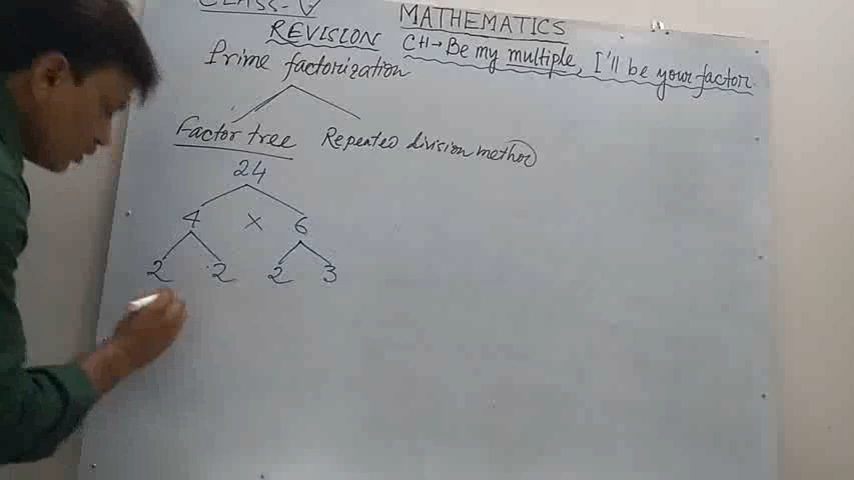 CLASS-V
MATHEMATICS
REVISION
CH→Be my multiple, I'll be your factor.
Prime factorization
Factor tree
Repeated division method
24
4 × 6
2 2 2 3